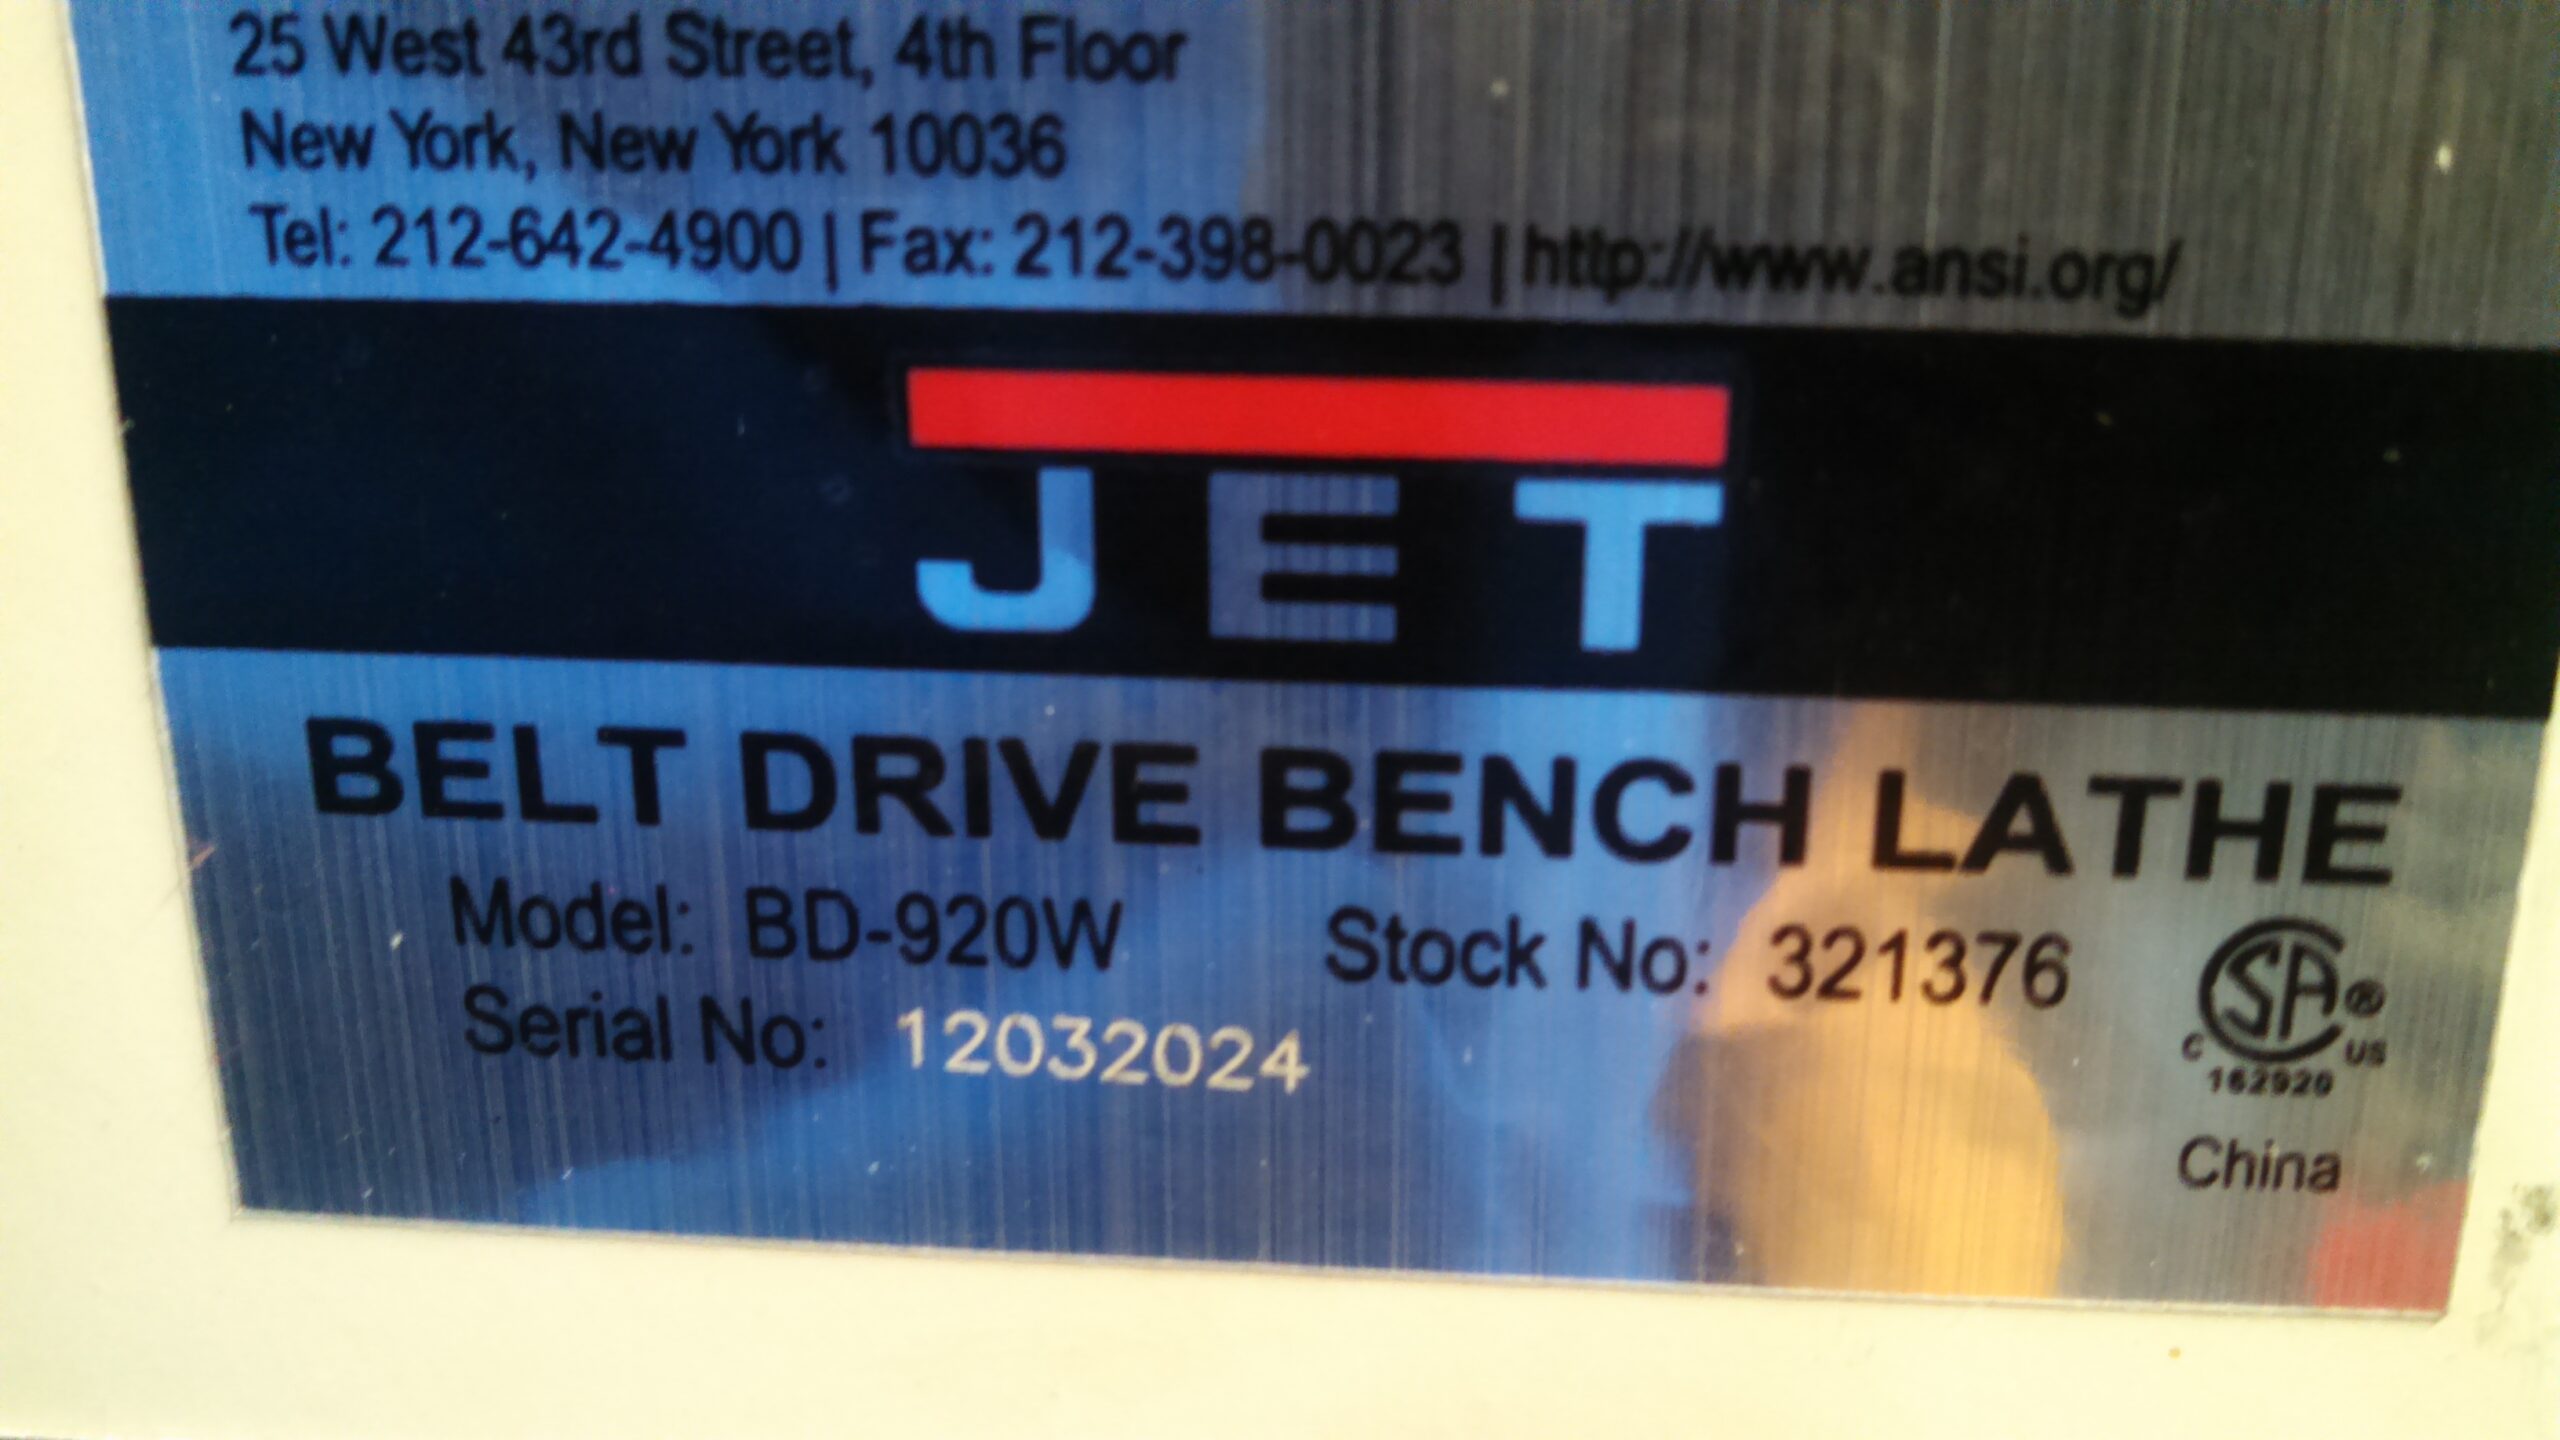 25 West 43rd Street, 4th Floor
New York, New York 10036
Tel: 212-642-4900 | Fax: 212-398-0023 | http://www.ansi.org/
JET
BELT DRIVE BENCH LATHE
Model: BD-920W Stock No: 321376
Serial No: 12032024
C SA ® US
162920
China